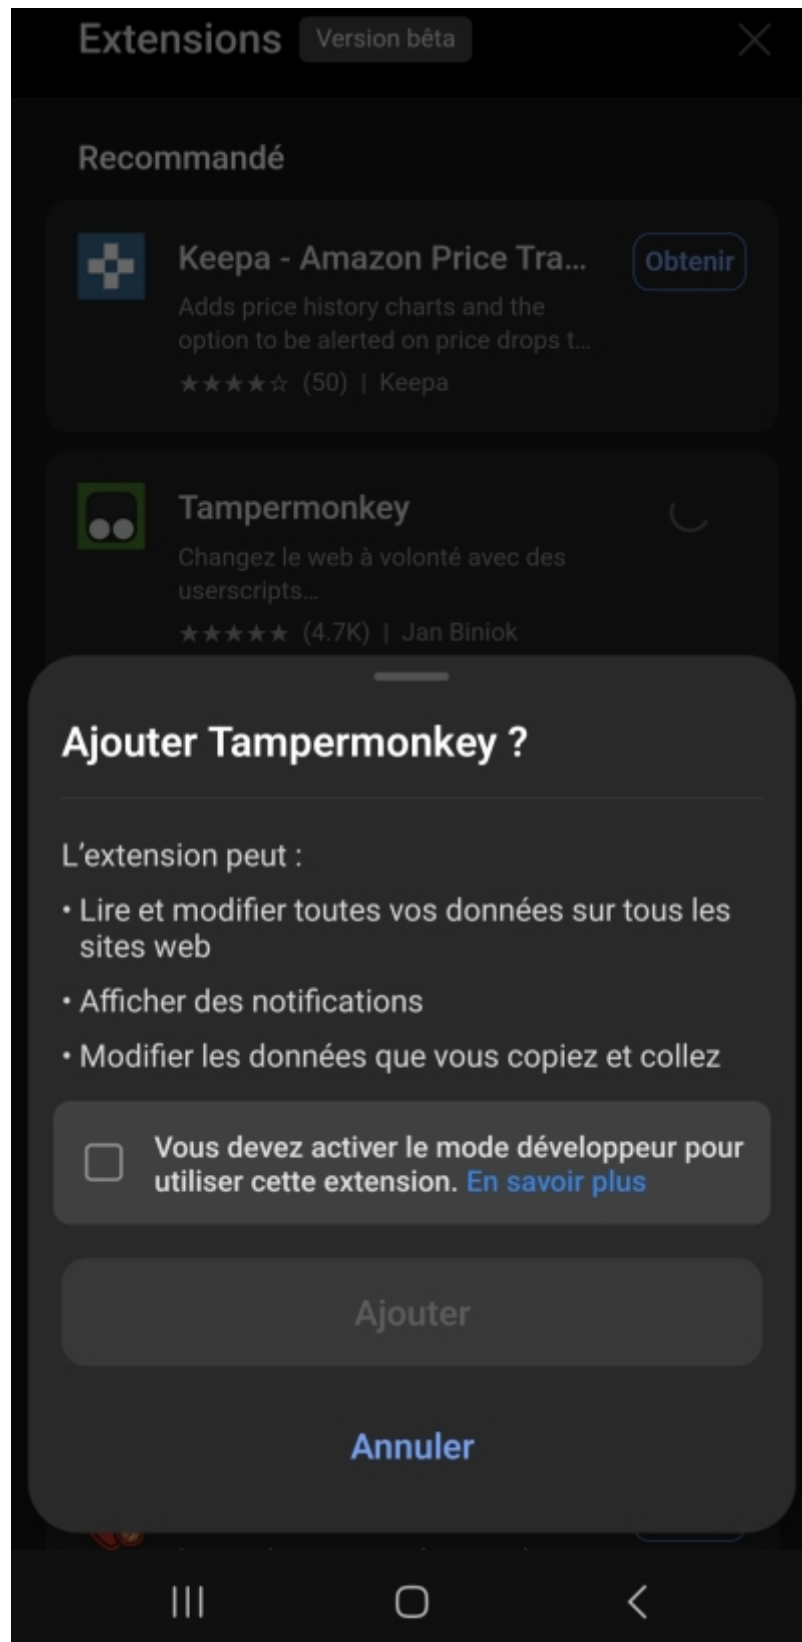 Extensions Version bêta
Recommandé
Keepa - Amazon Price Tra...
Obtenir
Adds price history charts and the
option to be alerted on price drops t...
★★★★☆ (50) | Keepa
Tampermonkey
Changez le web à volonté avec des
userscripts...
★★★★★ (4.7K) | Jan Biniok
Ajouter Tampermonkey ?
L'extension peut :
• Lire et modifier toutes vos données sur tous les
sites web
• Afficher des notifications
• Modifier les données que vous copiez et collez
Vous devez activer le mode développeur pour
utiliser cette extension. En savoir plus
Ajouter
Annuler